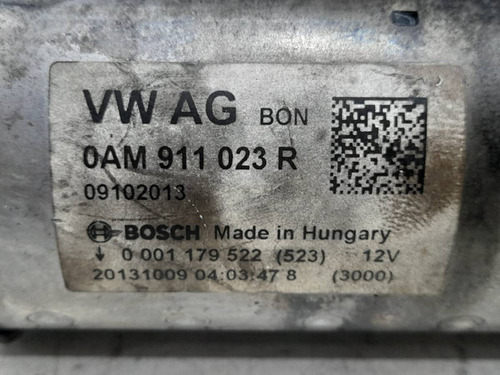 VW AG BON
0AM 911 023 R
09102013
BOSCH Made in Hungary
↓ 0 001 179 522 (523) 12V
20131009 04:03:47 8 (3000)